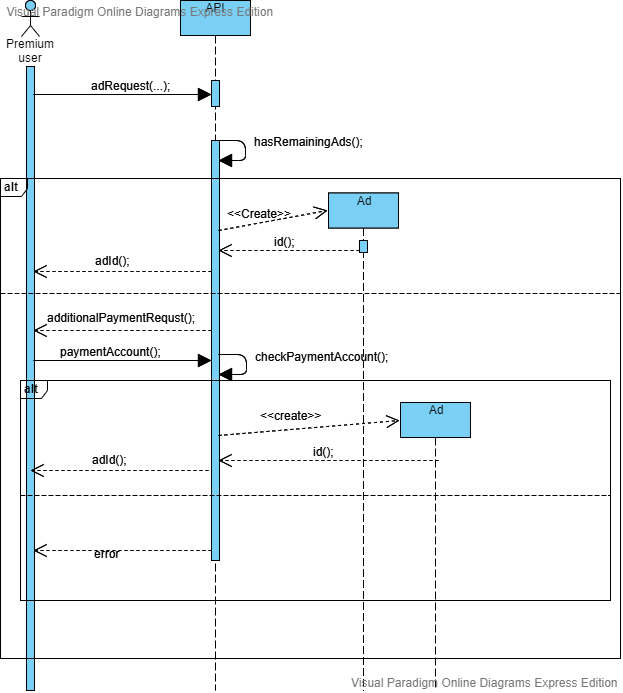 Visual Paradigm Online Diagrams Express Edition
API
Premium
user
adRequest(...);
hasRemainingAds();
alt
Ad
<<Create>>
id();
adId();
additionalPaymentRequst();
paymentAccount();
checkPaymentAccount();
alt
Ad
<<create>>
id();
adId();
error
Visual Paradigm Online Diagrams Express Edition